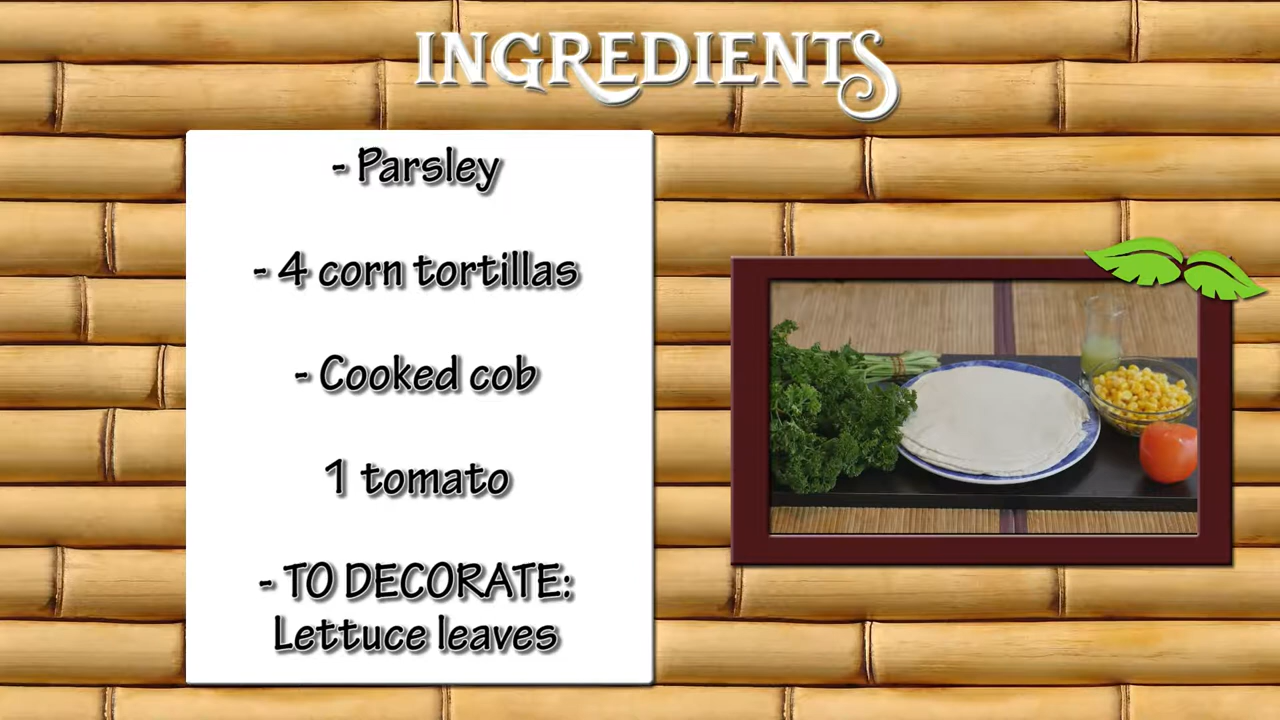 INGREDIENTS
- Parsley
- 4 corn tortillas
- Cooked cob
1 tomato
- TO DECORATE:
Lettuce leaves